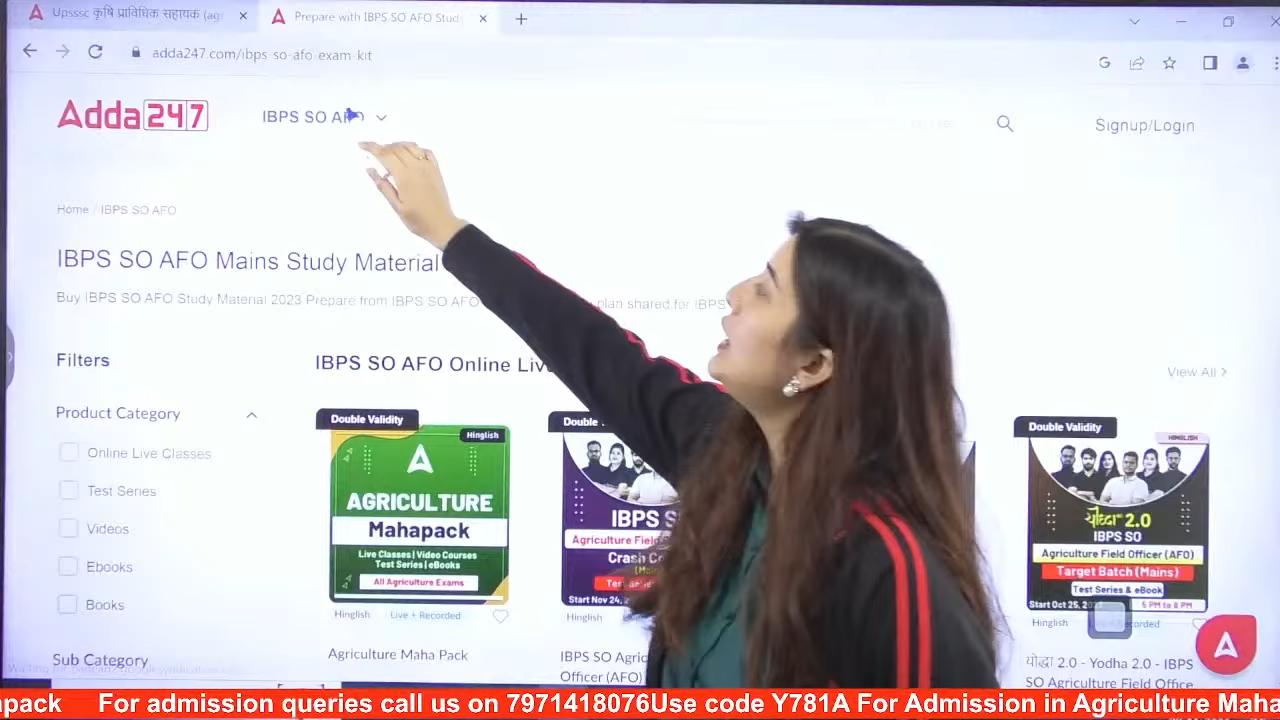 Upsssc कृषि प्राविधिक सहायक (agr
Prepare with IBPS SO AFO Stud
adda247.com/ibps-so-afo-exam-kit
Adda247
IBPS SO AFO
Signup/Login
Home / IBPS SO AFO
IBPS SO AFO Mains Study Material
Buy IBPS SO AFO Study Material 2023 Prepare from IBPS SO AFO plan shared for IBPS
Filters
IBPS SO AFO Online Liv
View All
Product Category
Online Live Classes
Test Series
Videos
Ebooks
Books
Sub Category
Double Validity
Hinglish
AGRICULTURE
Mahapack
Live Classes | Video Courses
Test Series | eBooks
All Agriculture Exams
Hinglish Live + Recorded
Agriculture Maha Pack
Double
IBPS S
Agriculture Field
Crash Co
Test Series
Start Nov 24,
Hinglish
IBPS SO Agric
Officer (AFO)
Double Validity
HINGLISH
योद्धा 2.0
IBPS SO
Agriculture Field Officer (AFO)
Target Batch (Mains)
Test Series & eBook
Start Oct 25, 202
5 PM to 8 PM
Hinglish
Recorded
योद्धा 2.0 - Yodha 2.0 - IBPS
SO Agriculture Field Office
apack For admission queries call us on 7971418076Use code Y781A For Admission in Agriculture Maha